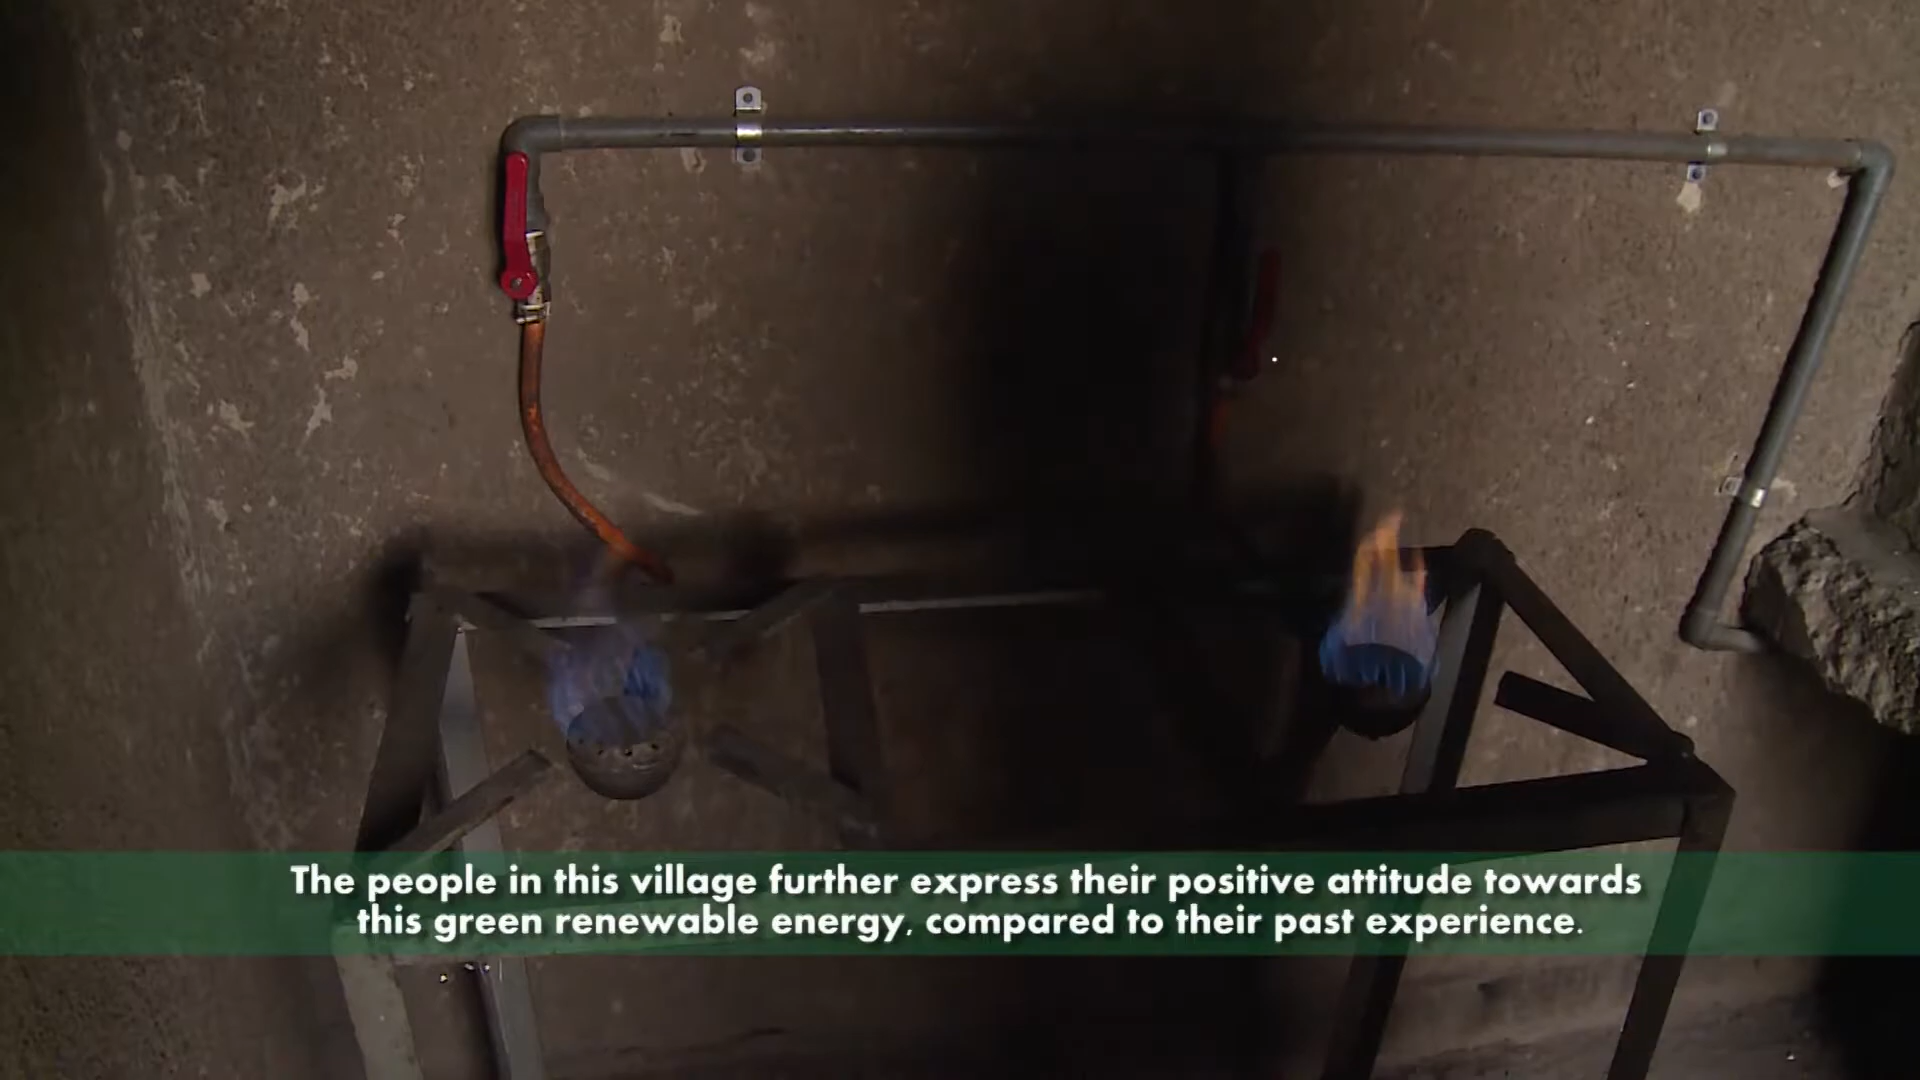 The people in this village further express their positive attitude towards
this green renewable energy, compared to their past experience.